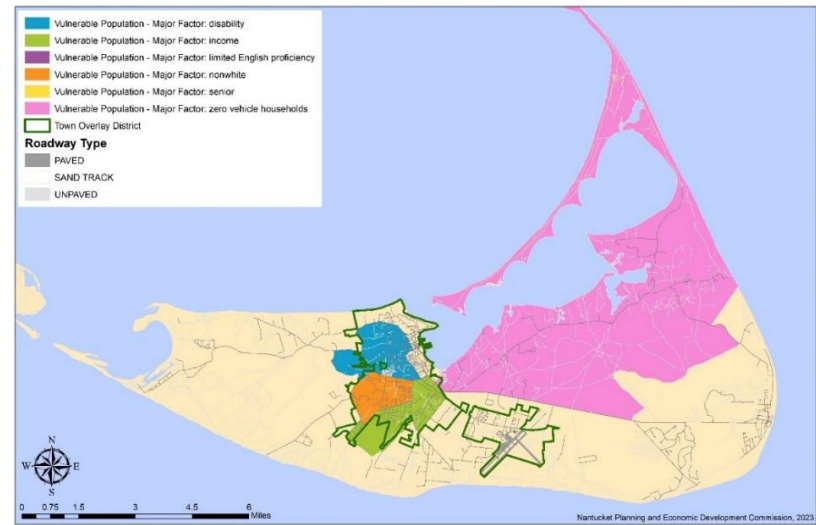 Vulnerable Population - Major Factor: disability
Vulnerable Population - Major Factor: income
Vulnerable Population - Major Factor: limited English proficiency
Vulnerable Population - Major Factor: nonwhite
Vulnerable Population - Major Factor: senior
Vulnerable Population - Major Factor: zero vehicle households
Town Overlay District
Roadway Type
PAVED
SAND TRACK
UNPAVED
N
W E
S
0 0.75 1.5 3 4.5 6
Miles
Nantucket Planning and Economic Development Commission, 2023